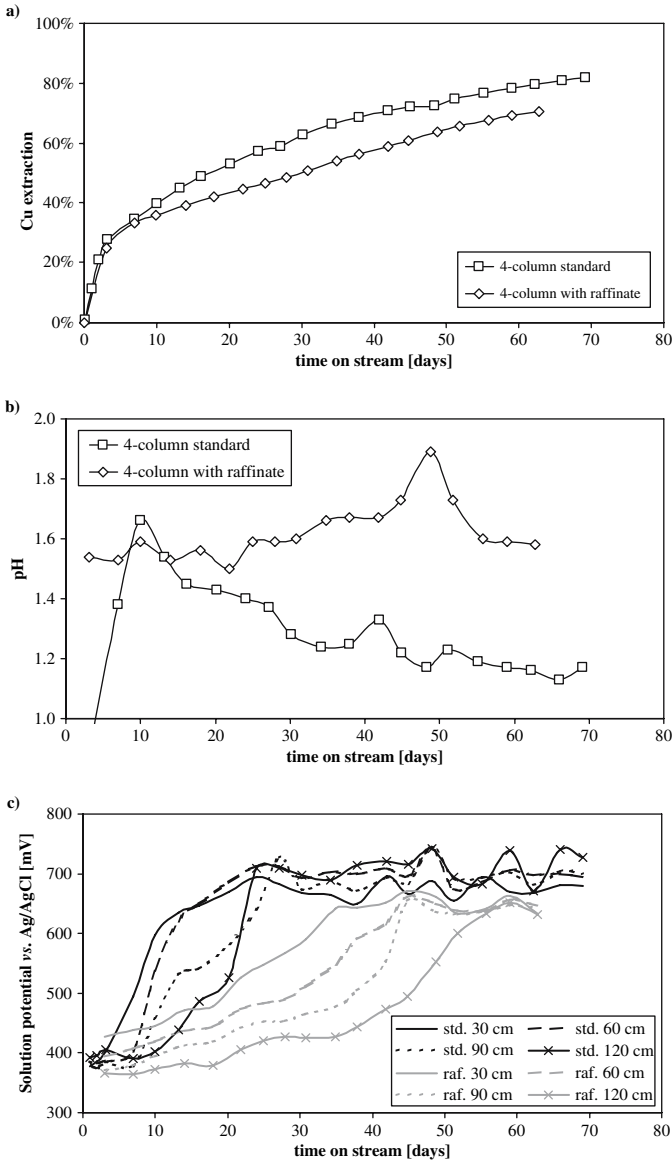 a)
100%
80%
60%
40%
20%
0%
Cu extraction
4-column standard
4-column with raffinate
0 10 20 30 40 50 60 70 80
time on stream [days]
b)
2.0
1.8
1.6
1.4
1.2
1.0
pH
4-column standard
4-column with raffinate
0 10 20 30 40 50 60 70 80
time on stream [days]
c)
800
700
600
500
400
300
Solution potential vs. Ag/AgCl [mV]
std. 30 cm std. 60 cm
std. 90 cm std. 120 cm
raf. 30 cm raf. 60 cm
raf. 90 cm raf. 120 cm
0 10 20 30 40 50 60 70 80
time on stream [days]